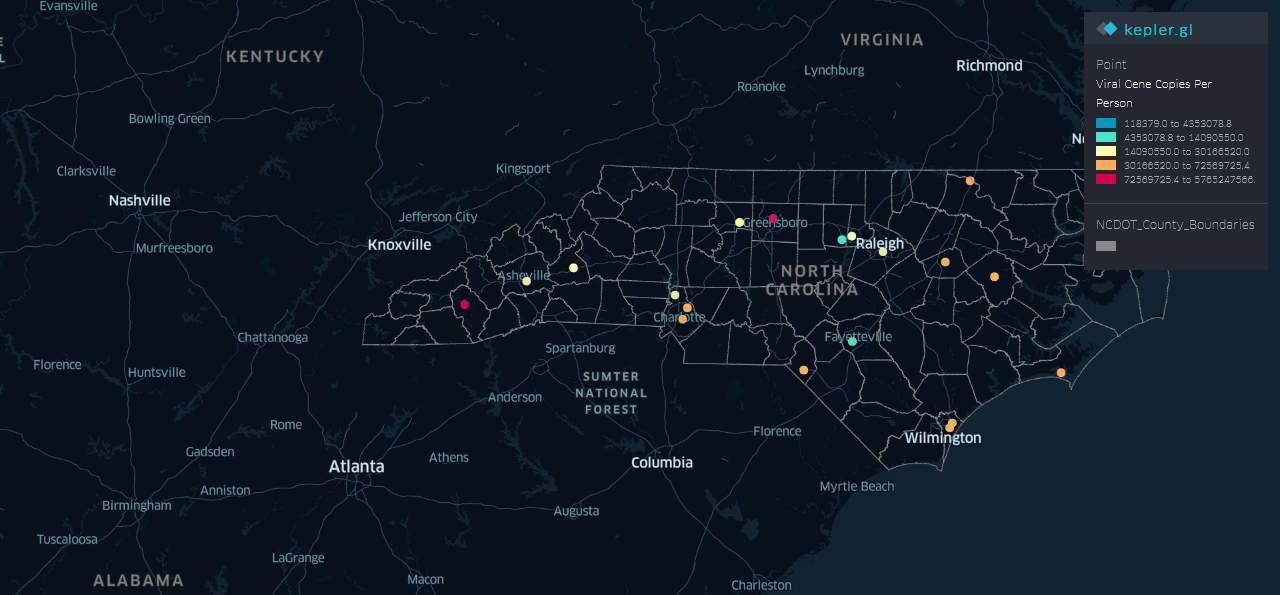 Evansville
KENTUCKY
VIRGINIA
Lynchburg
Richmond
Roanoke
Bowling Green
Kingsport
Clarksville
Nashville
Jefferson City
Murfreesboro
Knoxville
Greensboro
Raleigh
Asheville
NORTH
CAROLINA
Charlotte
Fayetteville
Chattanooga
Spartanburg
Florence
Huntsville
SUMTER
NATIONAL
FOREST
Anderson
Rome
Florence
Wilmington
Gadsden
Athens
Atlanta
Columbia
Anniston
Myrtle Beach
Birmingham
Augusta
Tuscaloosa
LaGrange
ALABAMA
Macon
Charleston
kepler.gl
Point
Viral Gene Copies Per
Person
118379.0 to 4353078.8
4353078.8 to 14090550.0
14090550.0 to 30166520.0
30166520.0 to 72569725.4
72569725.4 to 5765247566.
NCDOT_County_Boundaries